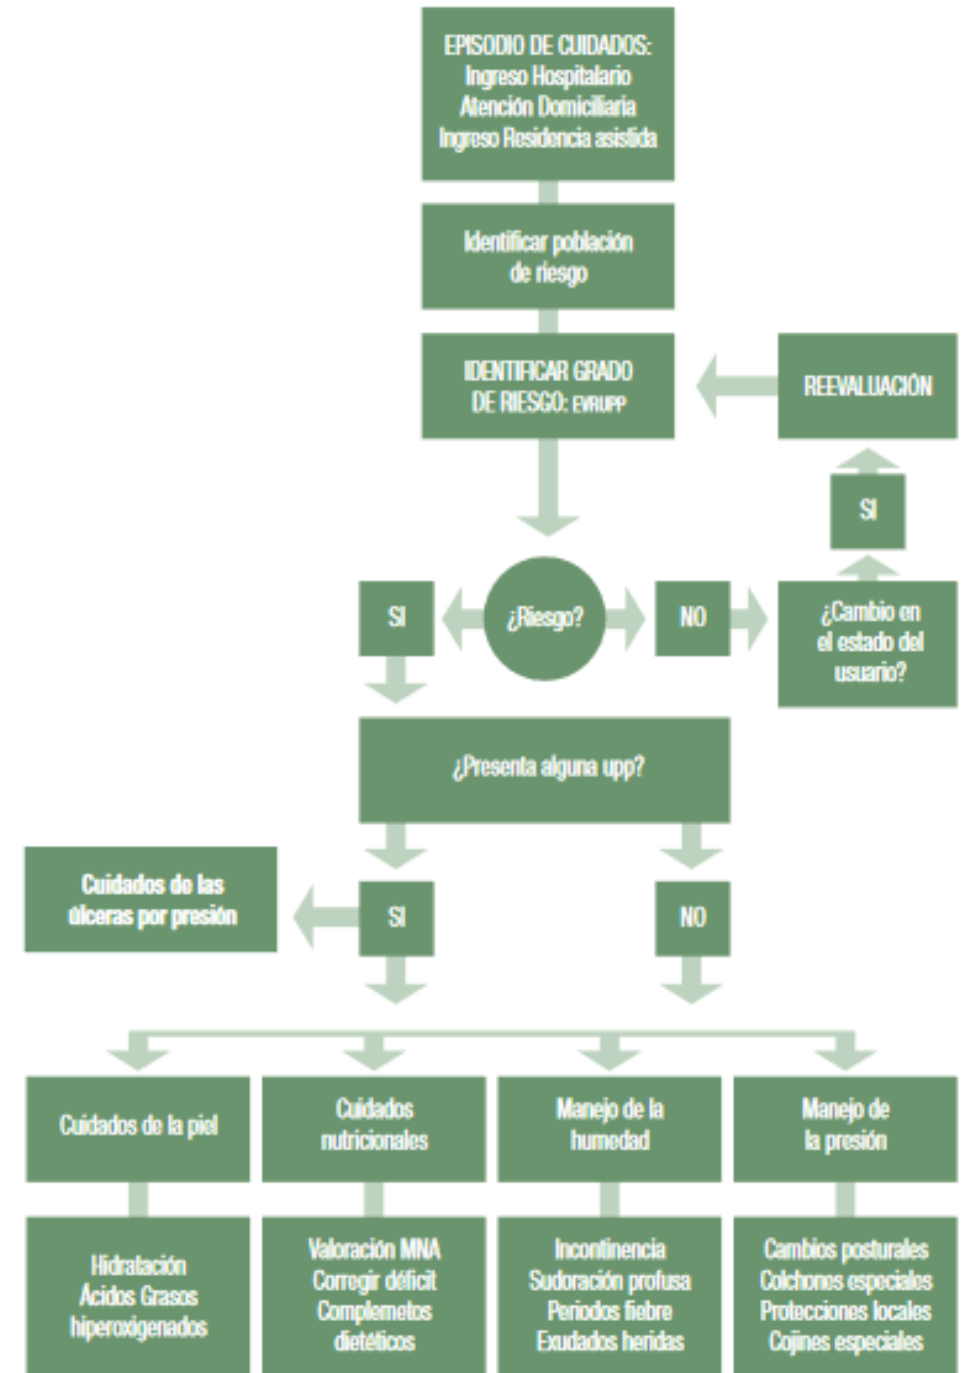 EPISODIO DE CUIDADOS:
Ingreso Hospitalario
Atención Domiciliaria
Ingreso Residencia asistida
Identificar población
de riesgo
IDENTIFICAR GRADO
DE RIESGO: EVRUPP
REEVALUACIÓN
SI
SI
¿Riesgo?
NO
¿Cambio en
el estado del
usuario?
¿Presenta alguna upp?
Cuidados de las
úlceras por presión
SI
NO
Cuidados de la piel
Cuidados
nutricionales
Manejo de la
humedad
Manejo de
la presión
Hidratación
Ácidos Grasos
hiperoxigenados
Valoración MNA
Corregir déficit
Complemetos
dietéticos
Incontinencia
Sudoración profusa
Periodos fiebre
Exudados heridas
Cambios posturales
Colchones especiales
Protecciones locales
Cojines especiales